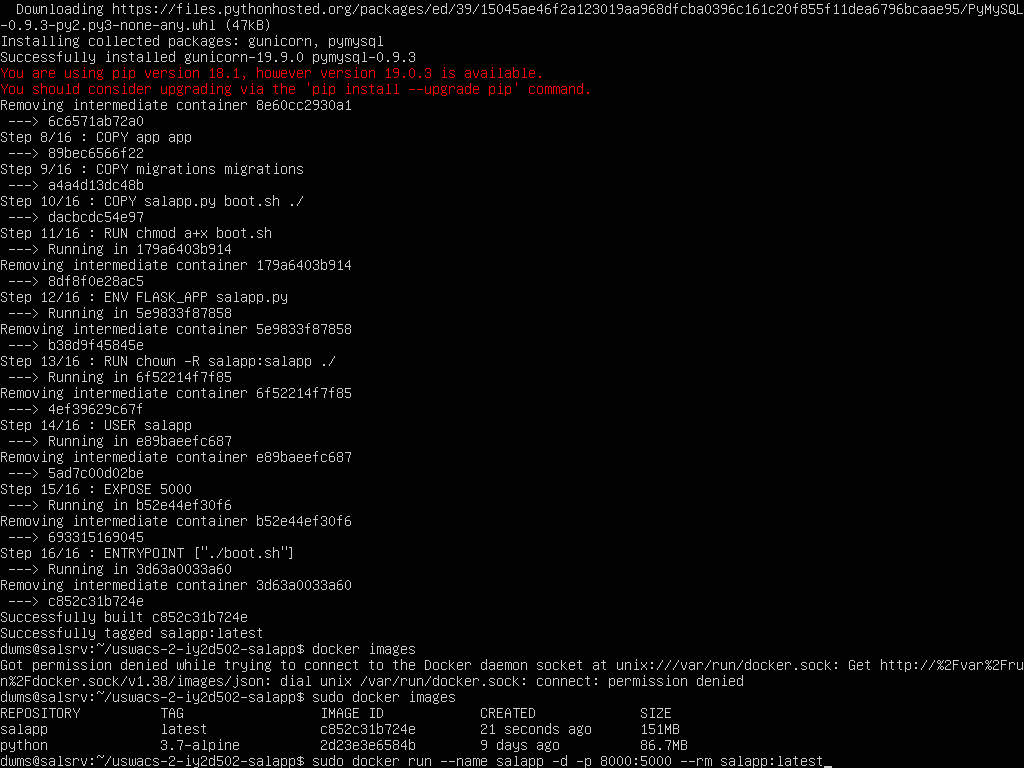 Downloading https://files.pythonhosted.org/packages/ed/39/15045ae46f2a123019aa968dfcba0396c161c20f855f11dea6796bcaae95/PyMySQL
-0.9.3-py2.py3-none-any.whl (47kB)
Installing collected packages: gunicorn, pymysql
Successfully installed gunicorn-19.9.0 pymysql-0.9.3
You are using pip version 18.1, however version 19.0.3 is available.
You should consider upgrading via the 'pip install --upgrade pip' command.
Removing intermediate container 8e60cc2930a1
 ---> 6c6571ab72a0
Step 8/16 : COPY app app
 ---> 89bec6566f22
Step 9/16 : COPY migrations migrations
 ---> a4a4d13dc48b
Step 10/16 : COPY salapp.py boot.sh ./
 ---> dacbcdc54e97
Step 11/16 : RUN chmod a+x boot.sh
 ---> Running in 179a6403b914
Removing intermediate container 179a6403b914
 ---> 8df8f0e28ac5
Step 12/16 : ENV FLASK_APP salapp.py
 ---> Running in 5e9833f87858
Removing intermediate container 5e9833f87858
 ---> b38d9f45845e
Step 13/16 : RUN chown -R salapp:salapp ./
 ---> Running in 6f52214f7f85
Removing intermediate container 6f52214f7f85
 ---> 4ef39629c67f
Step 14/16 : USER salapp
 ---> Running in e89baeefc687
Removing intermediate container e89baeefc687
 ---> 5ad7c00d02be
Step 15/16 : EXPOSE 5000
 ---> Running in b52e44ef30f6
Removing intermediate container b52e44ef30f6
 ---> 693315169045
Step 16/16 : ENTRYPOINT ["./boot.sh"]
 ---> Running in 3d63a0033a60
Removing intermediate container 3d63a0033a60
 ---> c852c31b724e
Successfully built c852c31b724e
Successfully tagged salapp:latest
dwms@salsrv:~/uswacs-2-iy2d502-salapp$ docker images
Got permission denied while trying to connect to the Docker daemon socket at unix:///var/run/docker.sock: Get http://%2Fvar%2Fru
n%2Fdocker.sock/v1.38/images/json: dial unix /var/run/docker.sock: connect: permission denied
dwms@salsrv:~/uswacs-2-iy2d502-salapp$ sudo docker images
REPOSITORY          TAG                 IMAGE ID            CREATED             SIZE
salapp              latest              c852c31b724e        21 seconds ago      151MB
python              3.7-alpine          2d23e3e6584b        9 days ago          86.7MB
dwms@salsrv:~/uswacs-2-iy2d502-salapp$ sudo docker run --name salapp -d -p 8000:5000 --rm salapp:latest_